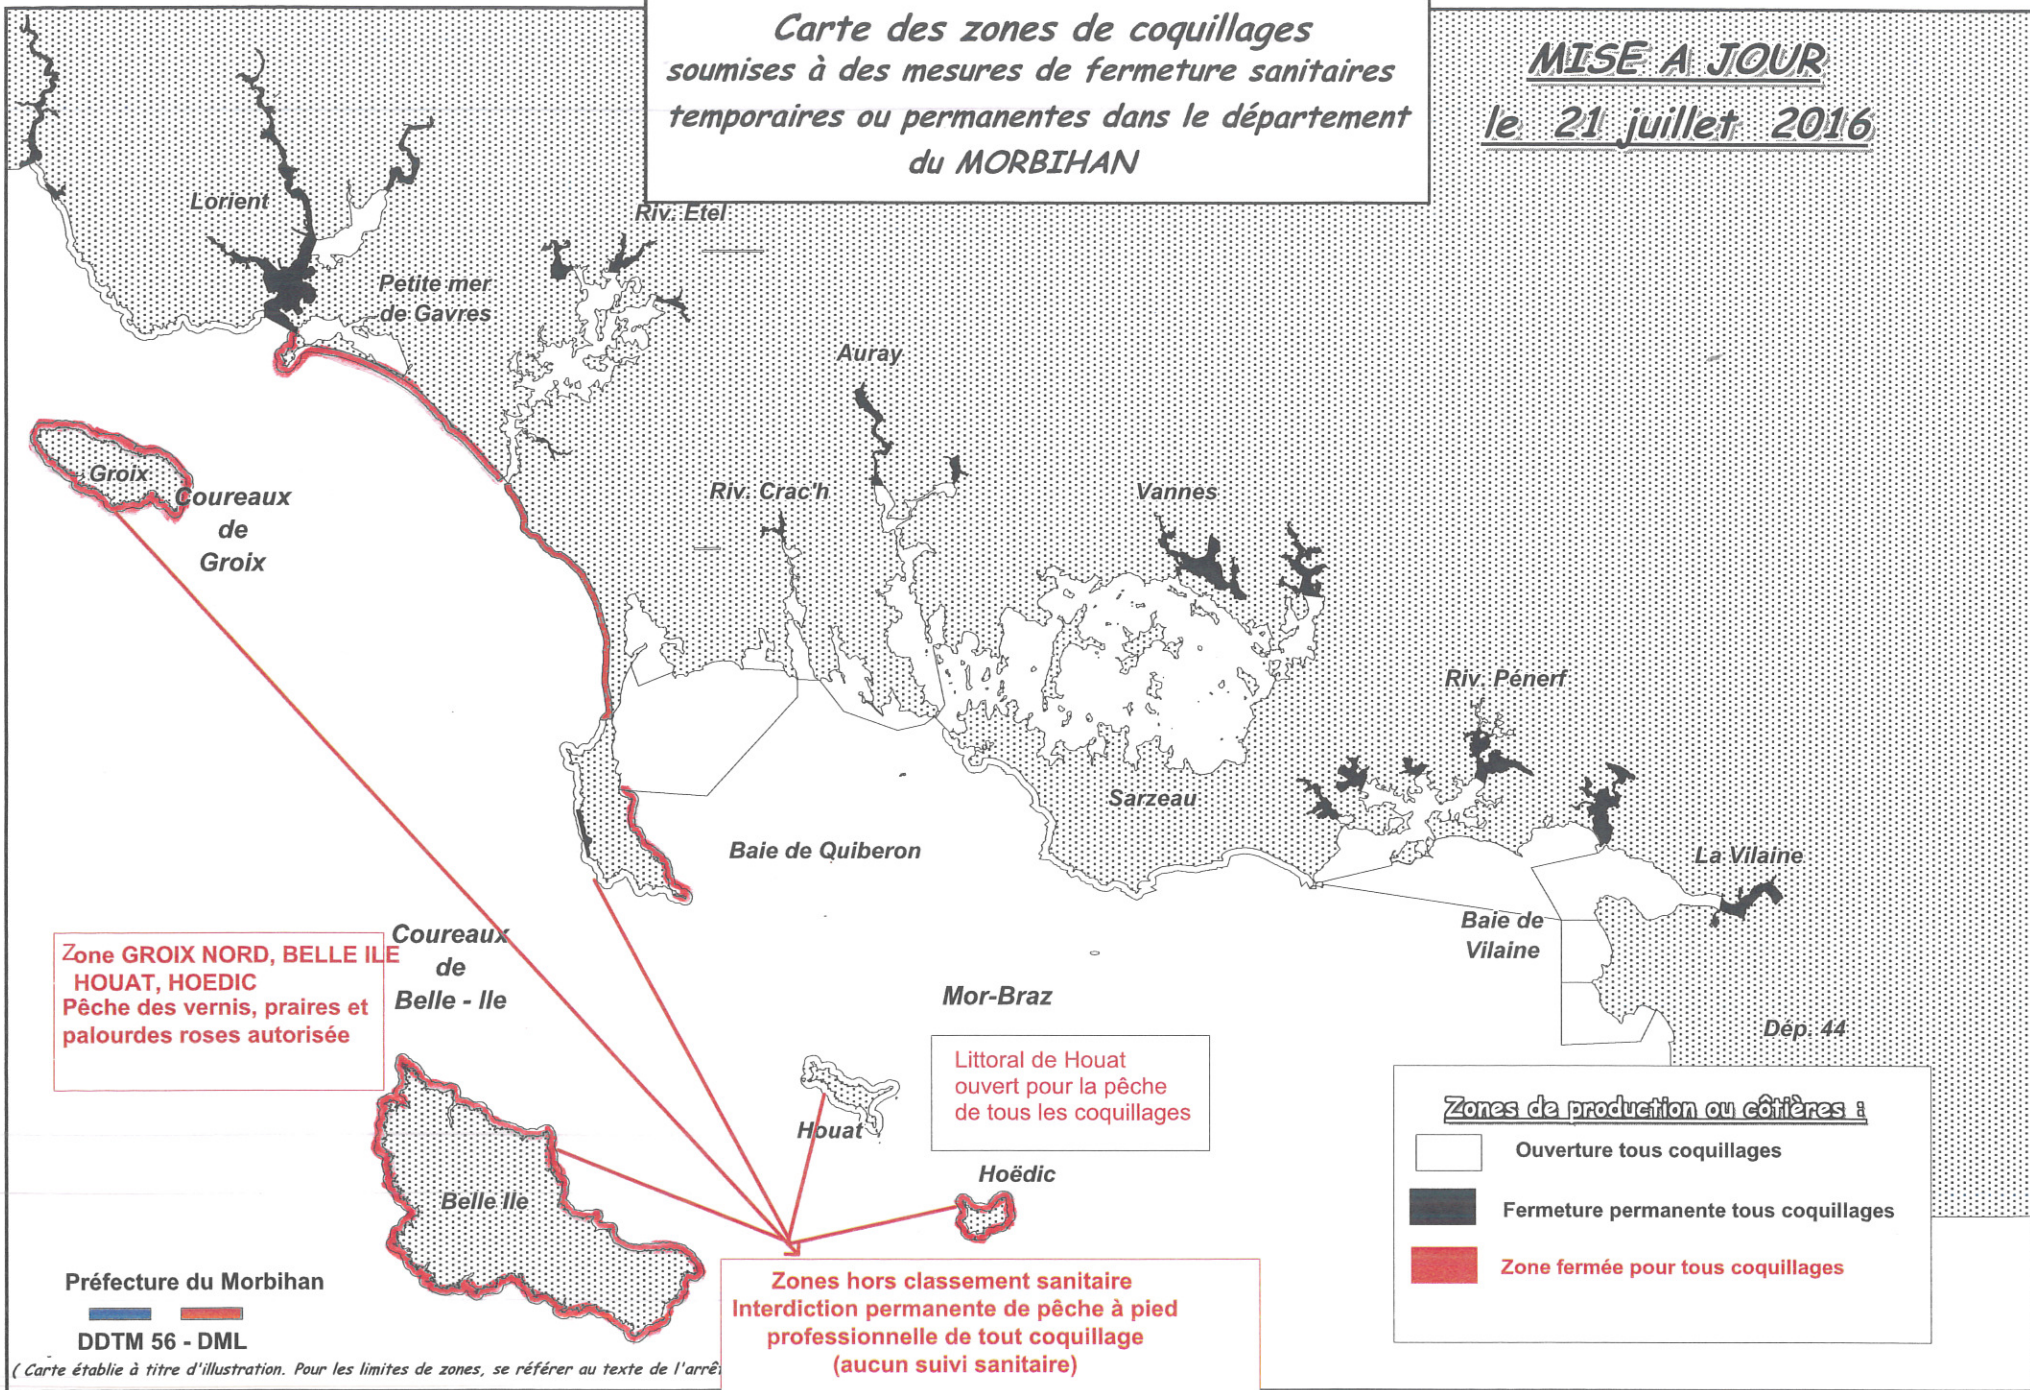 Carte des zones de coquillages
soumises à des mesures de fermeture sanitaires
temporaires ou permanentes dans le département
du MORBIHAN
MISE A JOUR
le 21 juillet 2016
Lorient
Riv. Etel
Petite mer
de Gavres
Auray
Groix
Coureaux
de
Groix
Riv. Crac'h
Vannes
Riv. Pénerf
Sarzeau
Baie de Quiberon
La Vilaine
Baie de
Vilaine
Zone GROIX NORD, BELLE ILE
HOUAT, HOEDIC
Pêche des vernis, praires et
palourdes roses autorisée
Coureaux
de
Belle - Ile
Mor-Braz
Dép. 44
Littoral de Houat
ouvert pour la pêche
de tous les coquillages
Houat
Hoëdic
Belle Ile
Zones de production ou côtières :
Ouverture tous coquillages
Fermeture permanente tous coquillages
Zone fermée pour tous coquillages
Zones hors classement sanitaire
Interdiction permanente de pêche à pied
professionnelle de tout coquillage
(aucun suivi sanitaire)
Préfecture du Morbihan
DDTM 56 - DML
( Carte établie à titre d'illustration. Pour les limites de zones, se référer au texte de l'arrêt